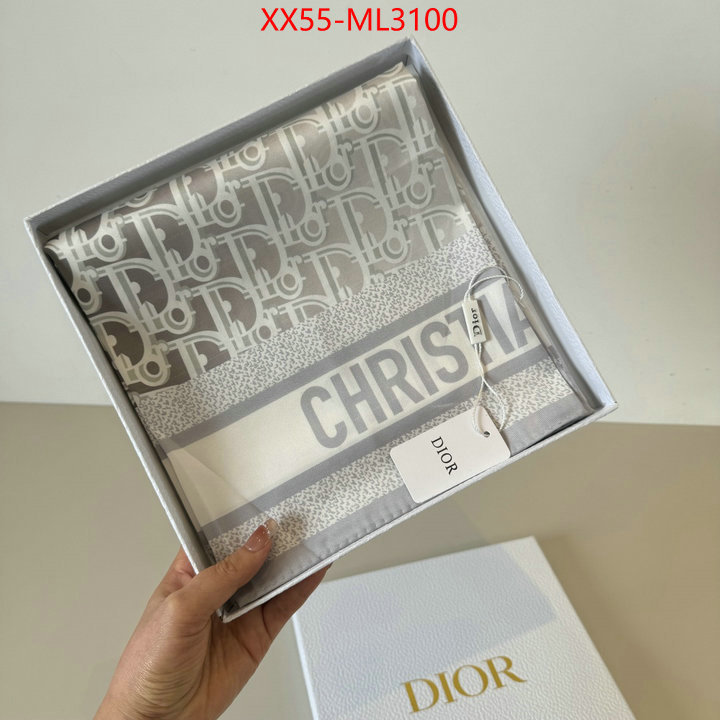 XX55-ML3100
Dior
CHRISTIA
DIOR
DIOR